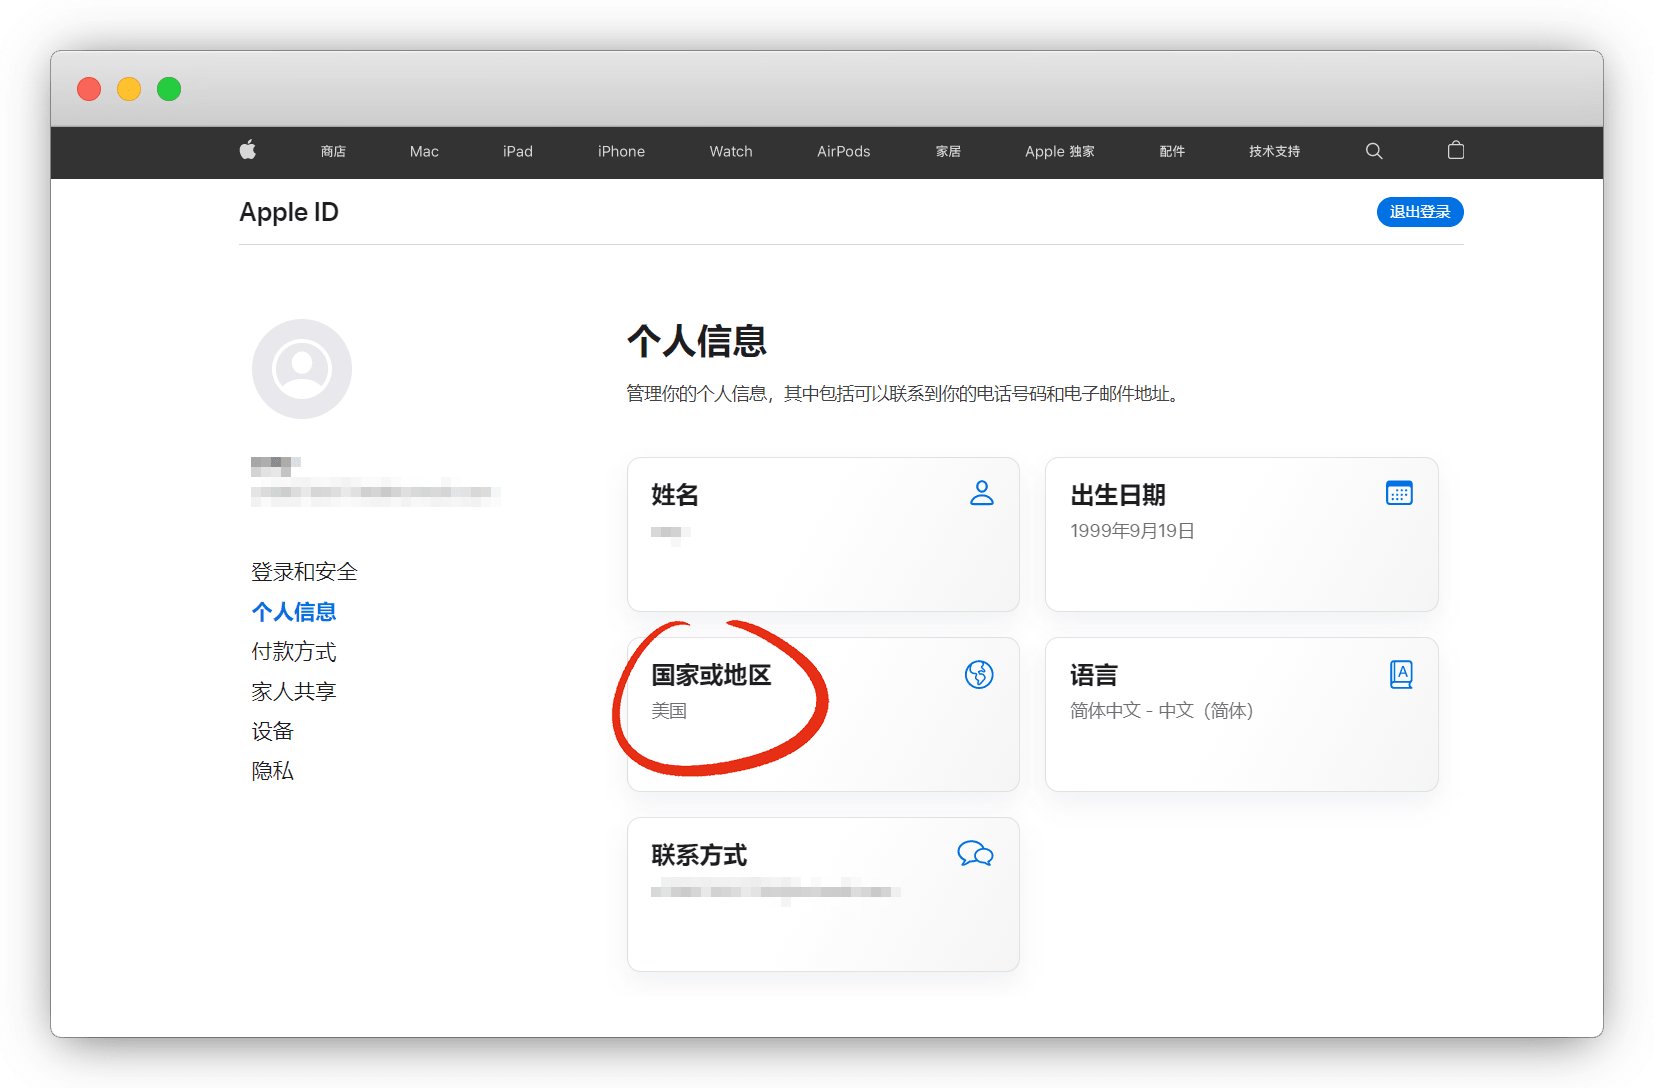 商店 Mac iPad iPhone Watch AirPods 家居 Apple 独家 配件 技术支持
Apple ID
退出登录
登录和安全
个人信息
付款方式
家人共享
设备
隐私
个人信息
管理你的个人信息，其中包括可以联系到你的电话号码和电子邮件地址。
姓名
出生日期
1999年9月19日
国家或地区
美国
语言
简体中文 - 中文（简体）
联系方式